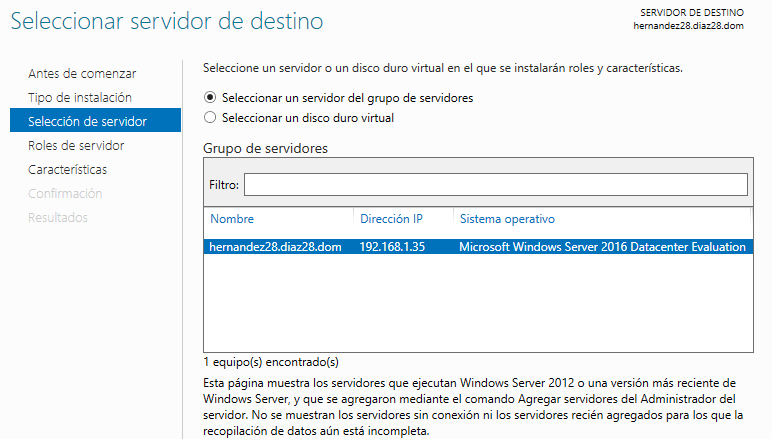 Seleccionar servidor de destino
SERVIDOR DE DESTINO
hernandez28.diaz28.dom
Antes de comenzar
Tipo de instalación
Selección de servidor
Roles de servidor
Características
Confirmación
Resultados
Seleccione un servidor o un disco duro virtual en el que se instalarán roles y características.
Seleccionar un servidor del grupo de servidores
Seleccionar un disco duro virtual
Grupo de servidores
Filtro:
Nombre Dirección IP Sistema operativo
hernandez28.diaz28.dom 192.168.1.35 Microsoft Windows Server 2016 Datacenter Evaluation
1 equipo(s) encontrado(s)
Esta página muestra los servidores que ejecutan Windows Server 2012 o una versión más reciente de
Windows Server, y que se agregaron mediante el comando Agregar servidores del Administrador del
servidor. No se muestran los servidores sin conexión ni los servidores recién agregados para los que la
recopilación de datos aún está incompleta.